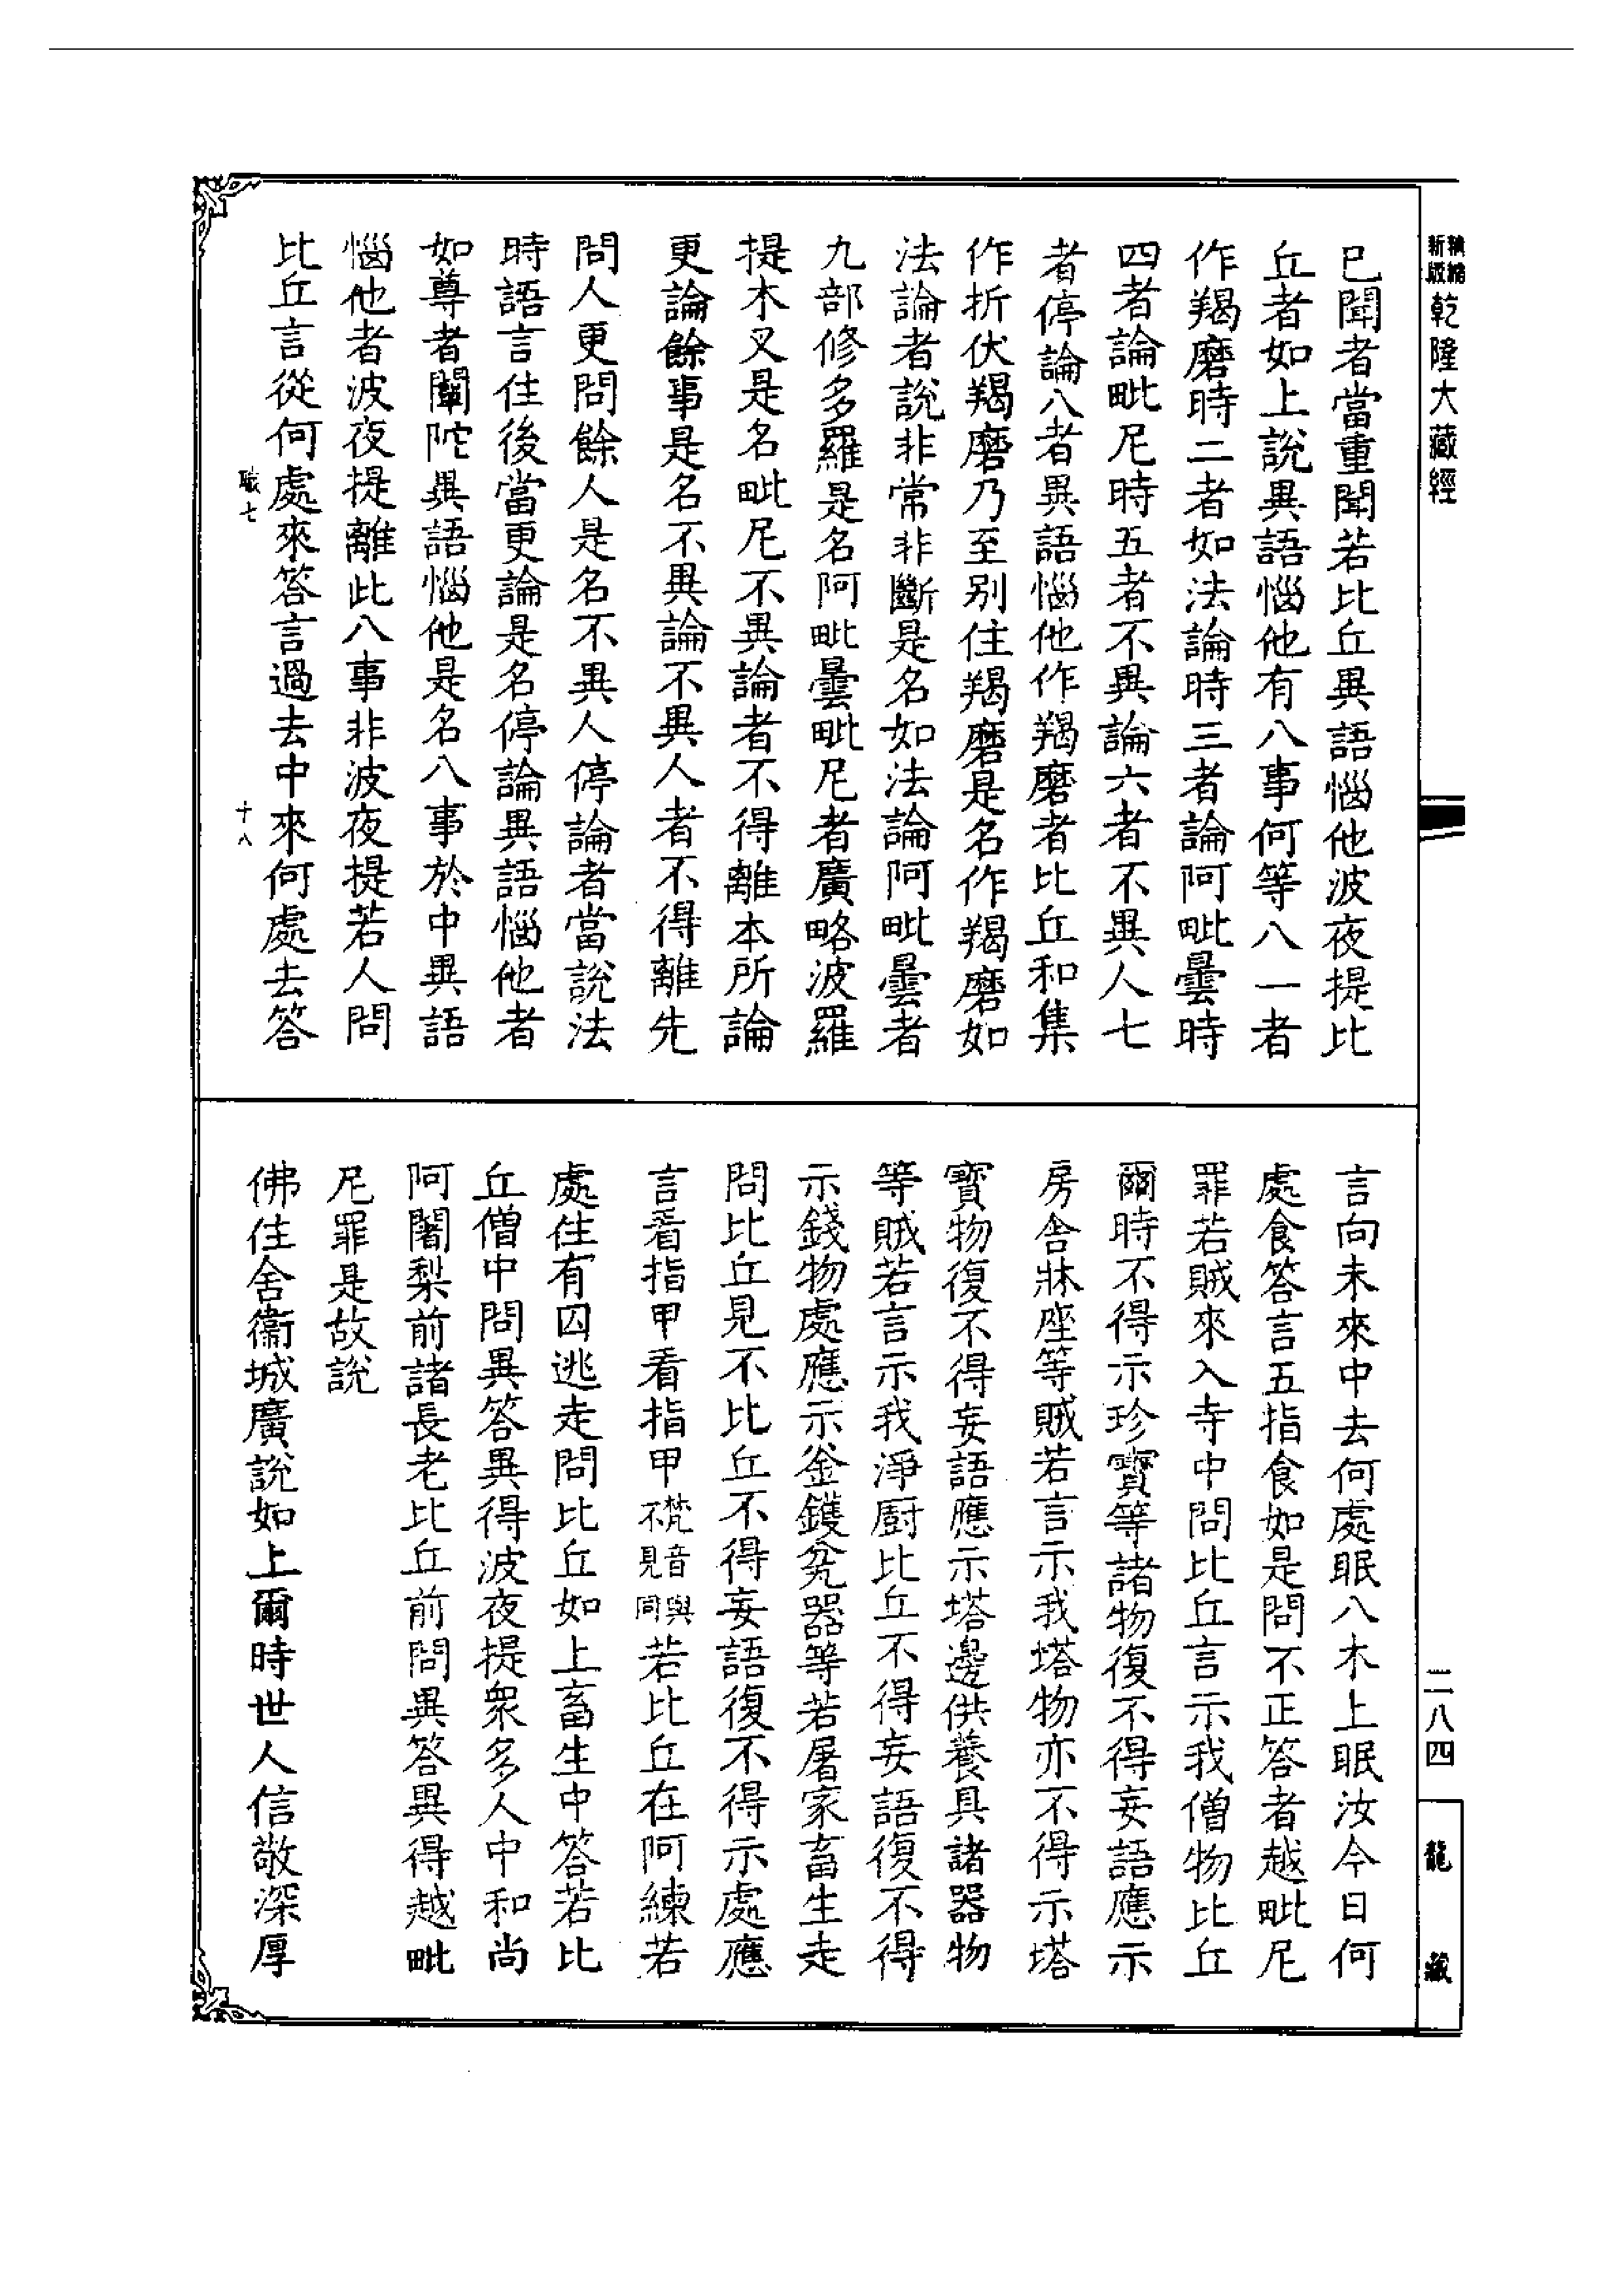 精縮
新版
乾隆大藏經
已聞者當重聞若比丘異語惱他波夜提比
丘者如上說異語惱他有八事何等八一者
作羯磨時二者如法論時三者論阿毗曇時
四者論毗尼時五者不異論六者不異人七
者停論八者異語惱他作羯磨者比丘和集
作折伏羯磨乃至别住羯磨是名作羯磨如
法論者說非常非斷是名如法論阿毗曇者
九部修多羅是名阿毗曇毗尼者廣略波羅
提木叉是名毗尼不異論者不得離本所論
更論餘事是名不異論不異人者不得離先
問人更問餘人是名不異人停論者當說法
時語言住後當更論是名停論異語惱他者
如尊者闡陀異語惱他是名八事於中異語
惱他者波夜提離此八事非波夜提若人問
比丘言從何處來答言過去中來何處去答
職七
十八
言向未來中去何處眠八木上眠汝今日何
處食答言五指食如是問不正答者越毗尼
罪若賊來入寺中問比丘言示我僧物比丘
爾時不得示珍寶等諸物復不得妄語應示
房舍牀座等賊若言示我塔物亦不得示塔
寶物復不得妄語應示塔邊供養具諸器物
等賊若言示我淨廚比丘不得妄語復不得
示錢物處應示釜鑊瓫器等若屠家畜生走
問比丘見不比丘不得妄語復不得示處應
言看指甲看指甲梵音與不見同若比丘在阿練若
處住有囚逃走問比丘如上畜生中答若比
丘僧中問異答異得波夜提眾多人中和尚
阿闍梨前諸長老比丘前問異答異得越毗
尼罪是故說
佛住舍衞城廣說如上爾時世人信敬深厚
二八四
龍藏